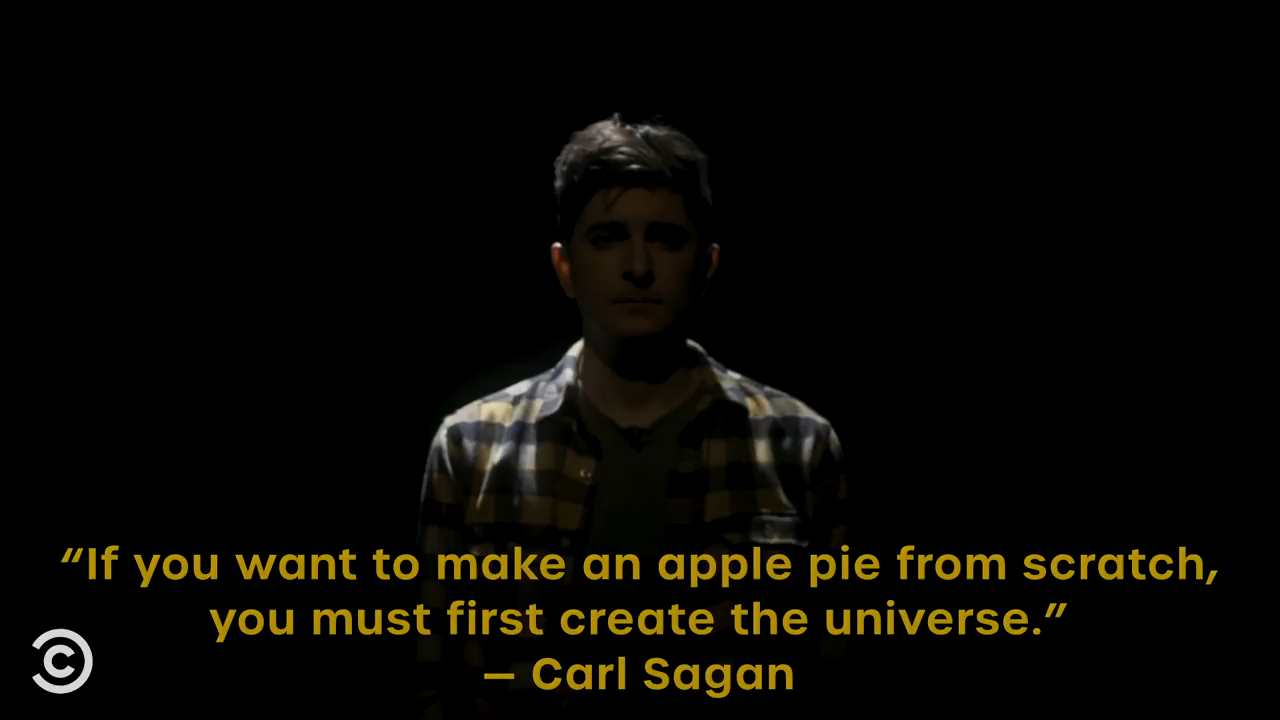 “If you want to make an apple pie from scratch,
you must first create the universe.”
— Carl Sagan